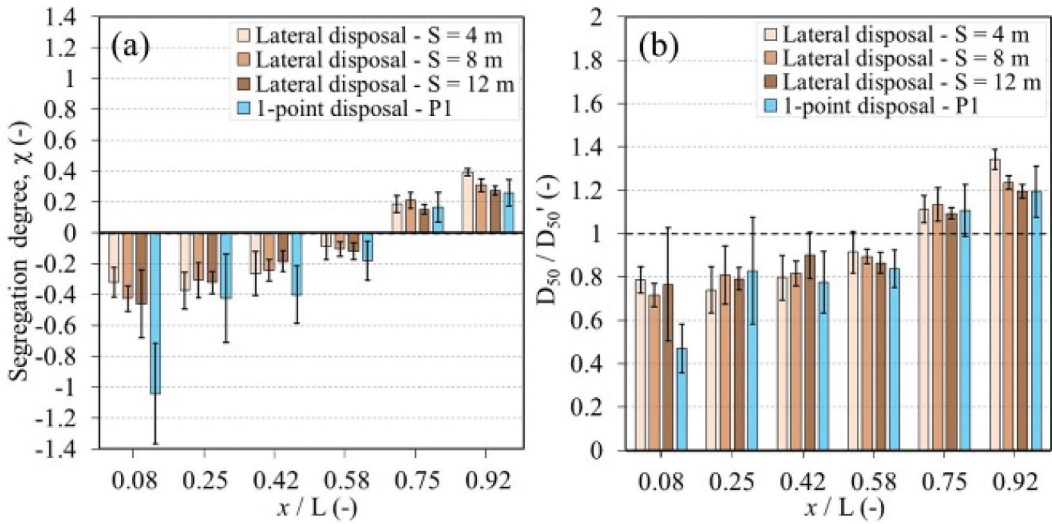 (a)
Lateral disposal - S = 4 m
Lateral disposal - S = 8 m
Lateral disposal - S = 12 m
1-point disposal - P1
Segregation degree, χ (-)
1.4
1.2
1
0.8
0.6
0.4
0.2
0
-0.2
-0.4
-0.6
-0.8
-1
-1.2
-1.4
0.08 0.25 0.42 0.58 0.75 0.92
x / L (-)
(b)
Lateral disposal - S = 4 m
Lateral disposal - S = 8 m
Lateral disposal - S = 12 m
1-point disposal - P1
D50 / D50' (-)
2
1.8
1.6
1.4
1.2
1
0.8
0.6
0.4
0.2
0
0.08 0.25 0.42 0.58 0.75 0.92
x / L (-)